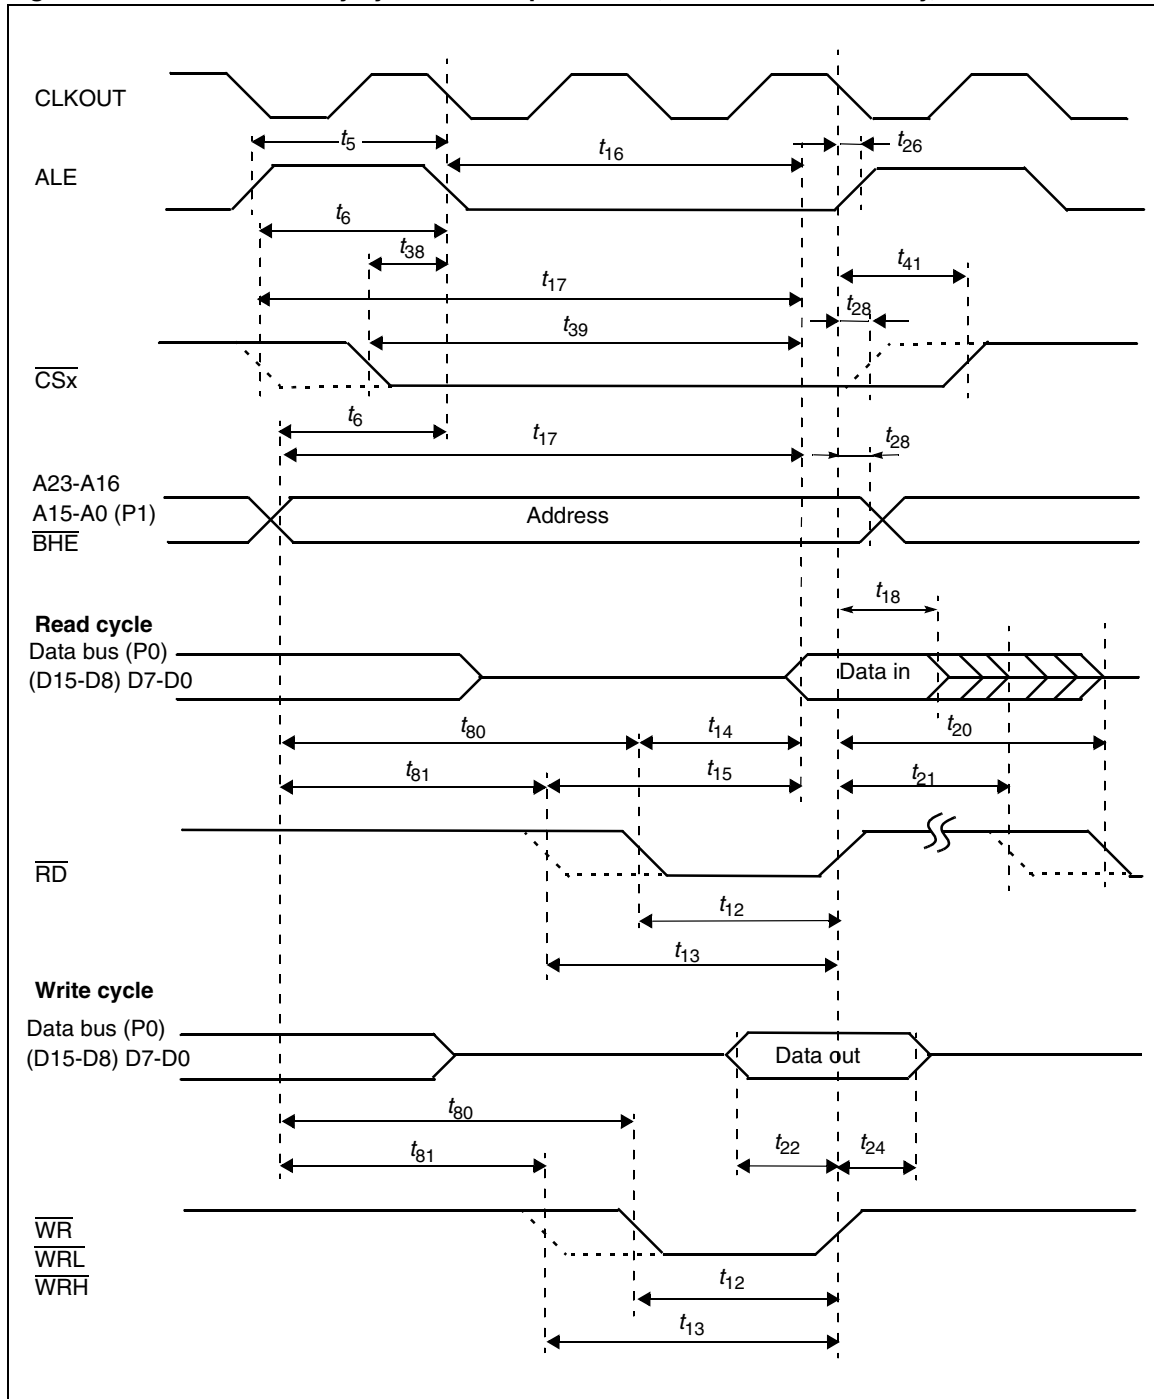 CLKOUT
t5
t16
t26
ALE
t6
t38
t41
t17
t28
t39
CSx
t6
t17
t28
A23-A16
A15-A0 (P1)
Address
BHE
t18
Read cycle
Data bus (P0)
(D15-D8) D7-D0
Data in
t80
t14
t20
t81
t15
t21
RD
t12
t13
Write cycle
Data bus (P0)
(D15-D8) D7-D0
Data out
t80
t81
t22
t24
WR
WRL
WRH
t12
t13